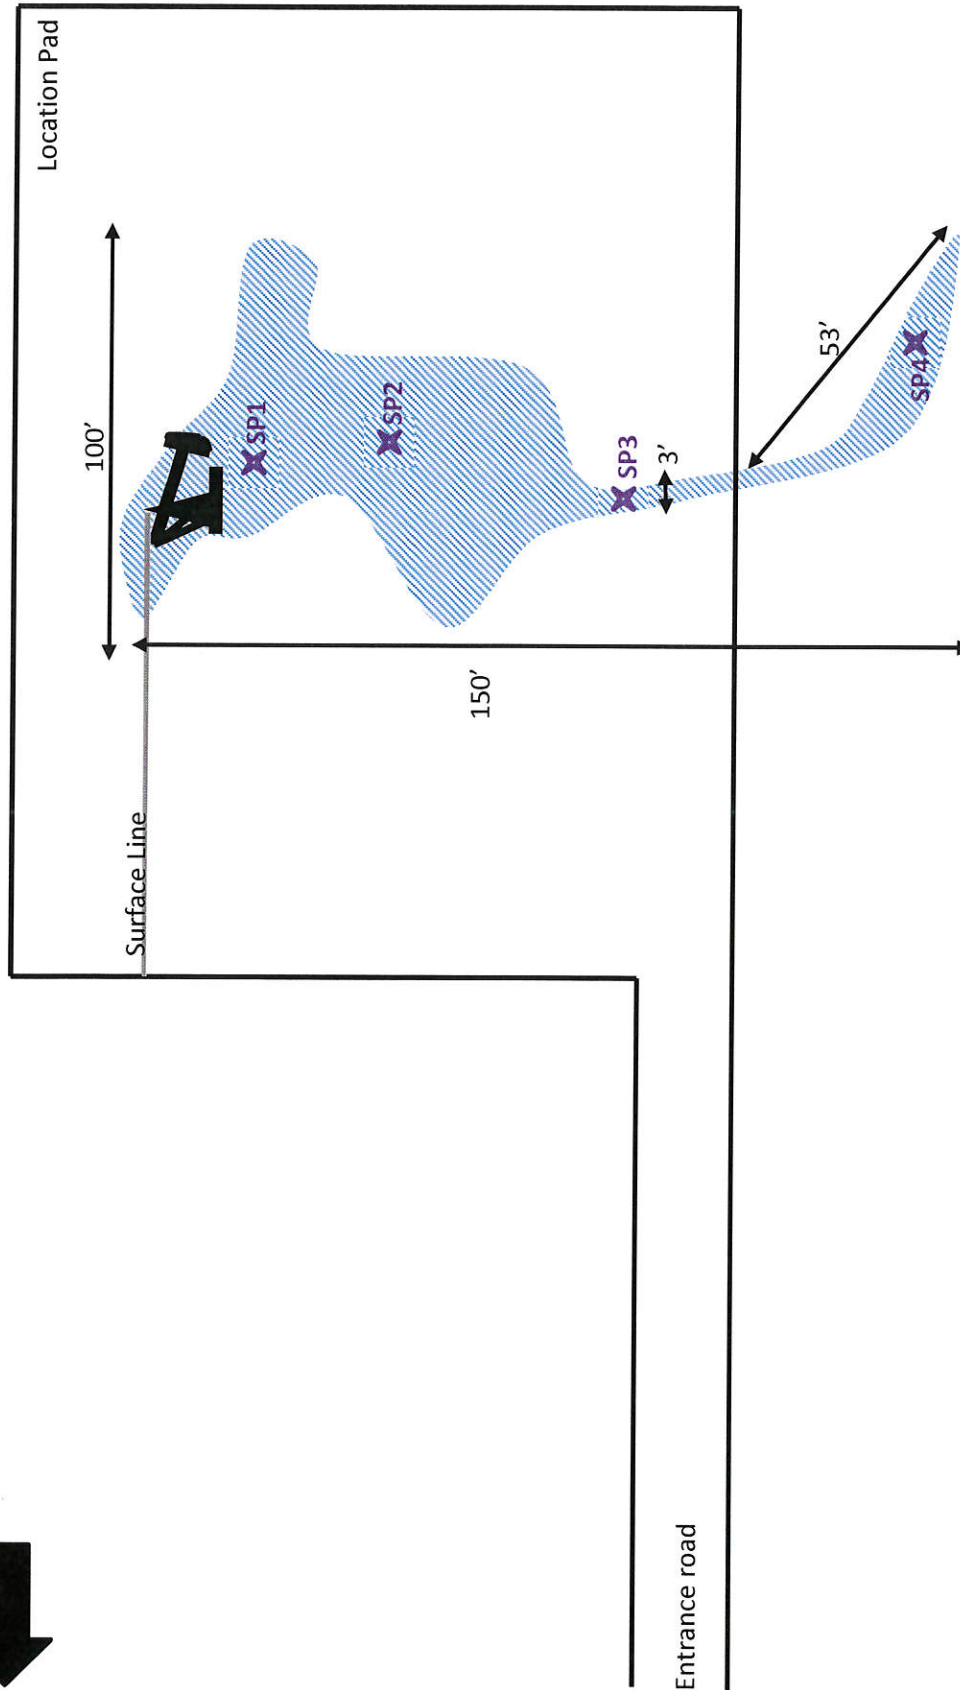 Location Pad
100′
SP1
SP2
SP3
3′
53′
SP4
150′
Surface Line
Entrance road